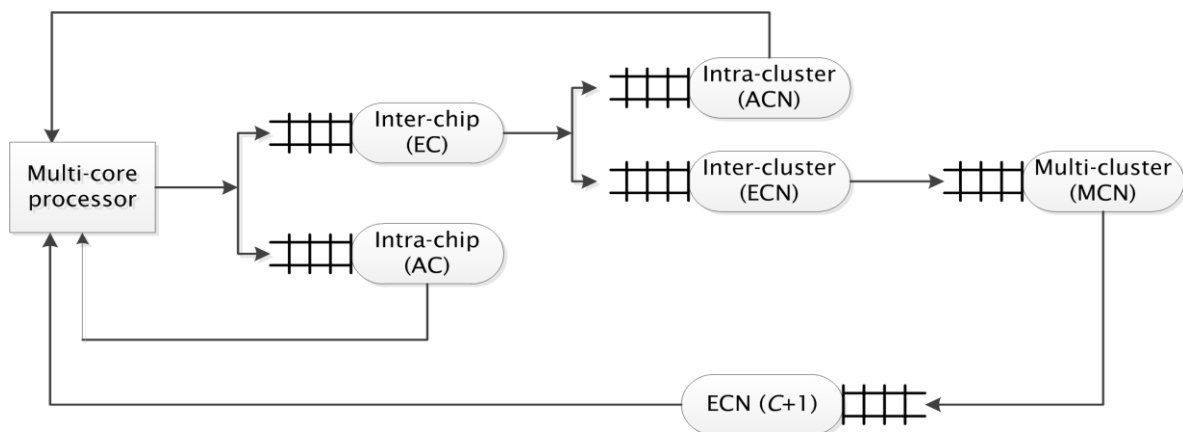 Intra-cluster
(ACN)
Inter-chip
(EC)
Multi-core
processor
Inter-cluster
(ECN)
Multi-cluster
(MCN)
Intra-chip
(AC)
ECN (C+1)